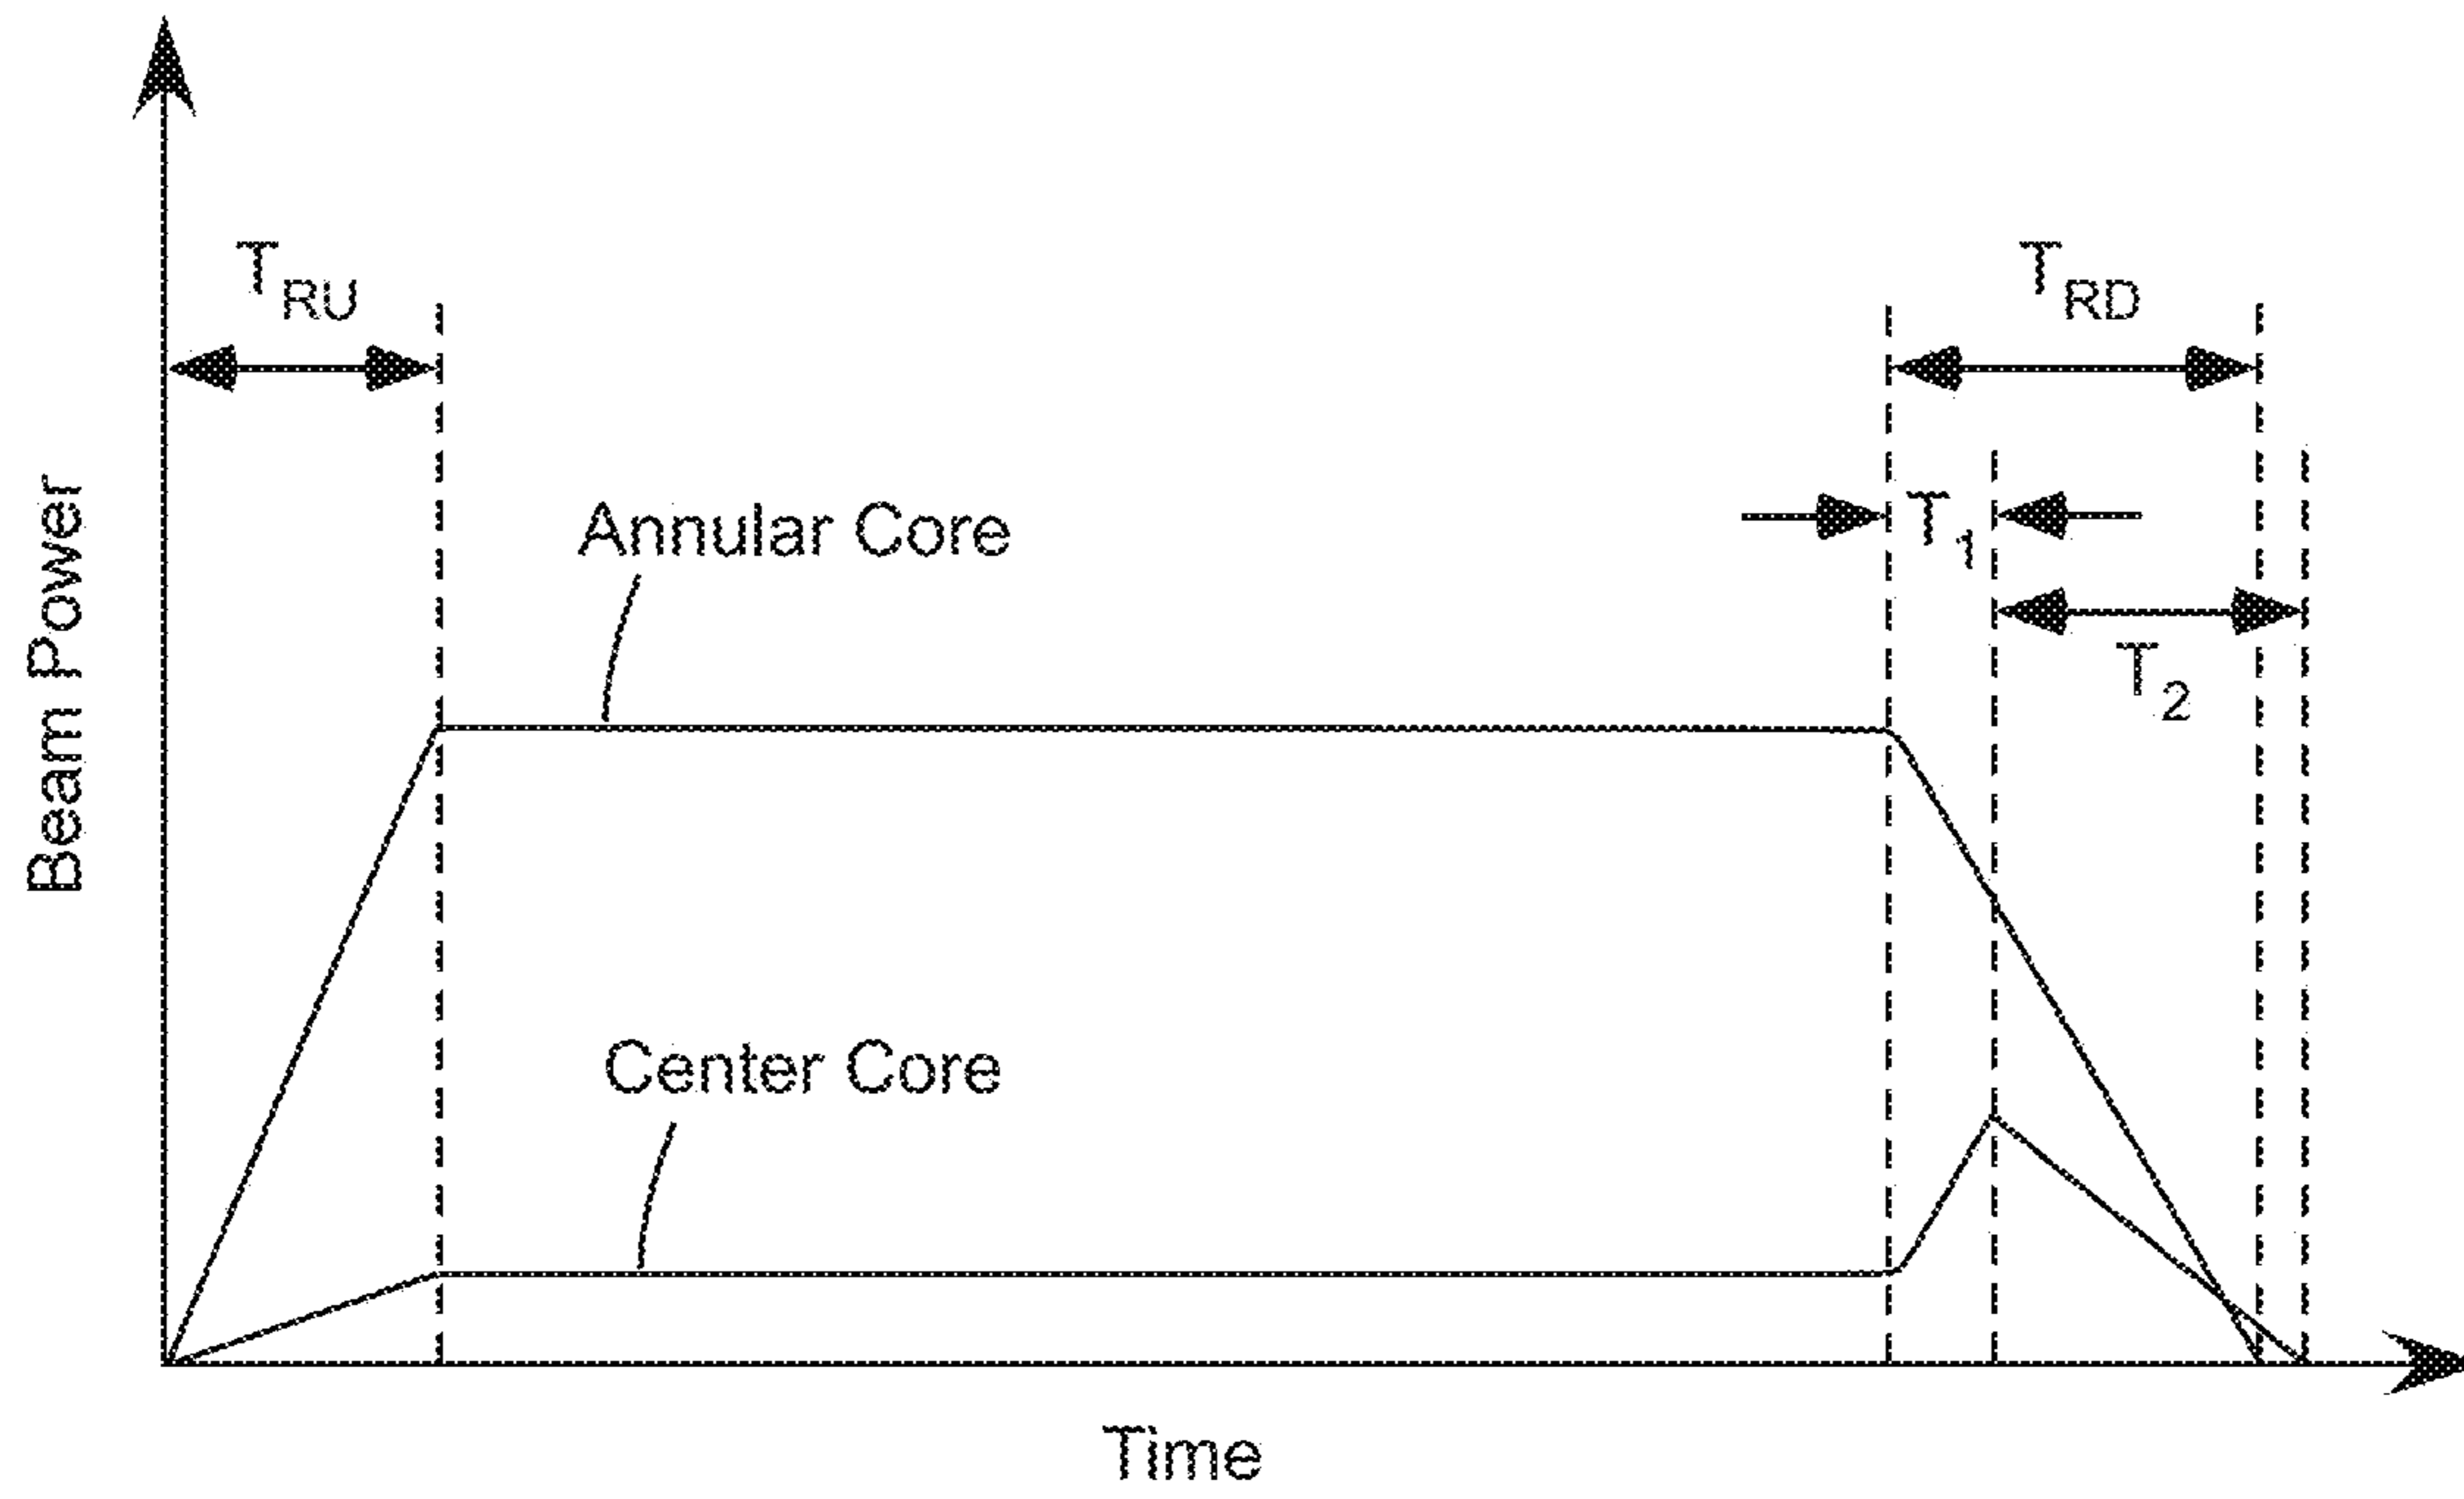 T_RU
T_RD
Annular Core
T_1
T_2
Beam Power
Center Core
Time